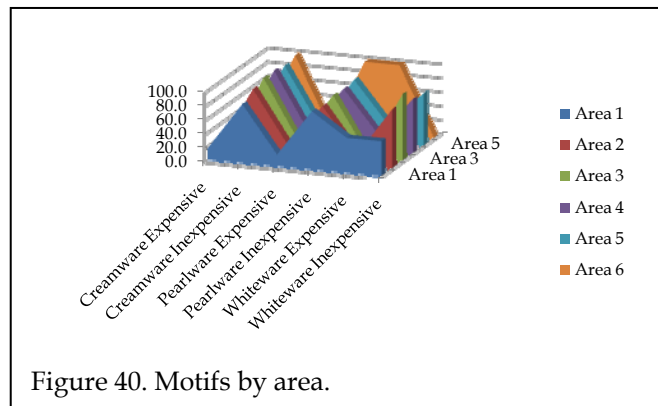 100.0
80.0
60.0
40.0
20.0
0.0
Creamware Expensive
Creamware Inexpensive
Pearlware Expensive
Pearlware Inexpensive
Whiteware Expensive
Whiteware Inexpensive
Area 5
Area 3
Area 1
Area 1
Area 2
Area 3
Area 4
Area 5
Area 6
Figure 40. Motifs by area.